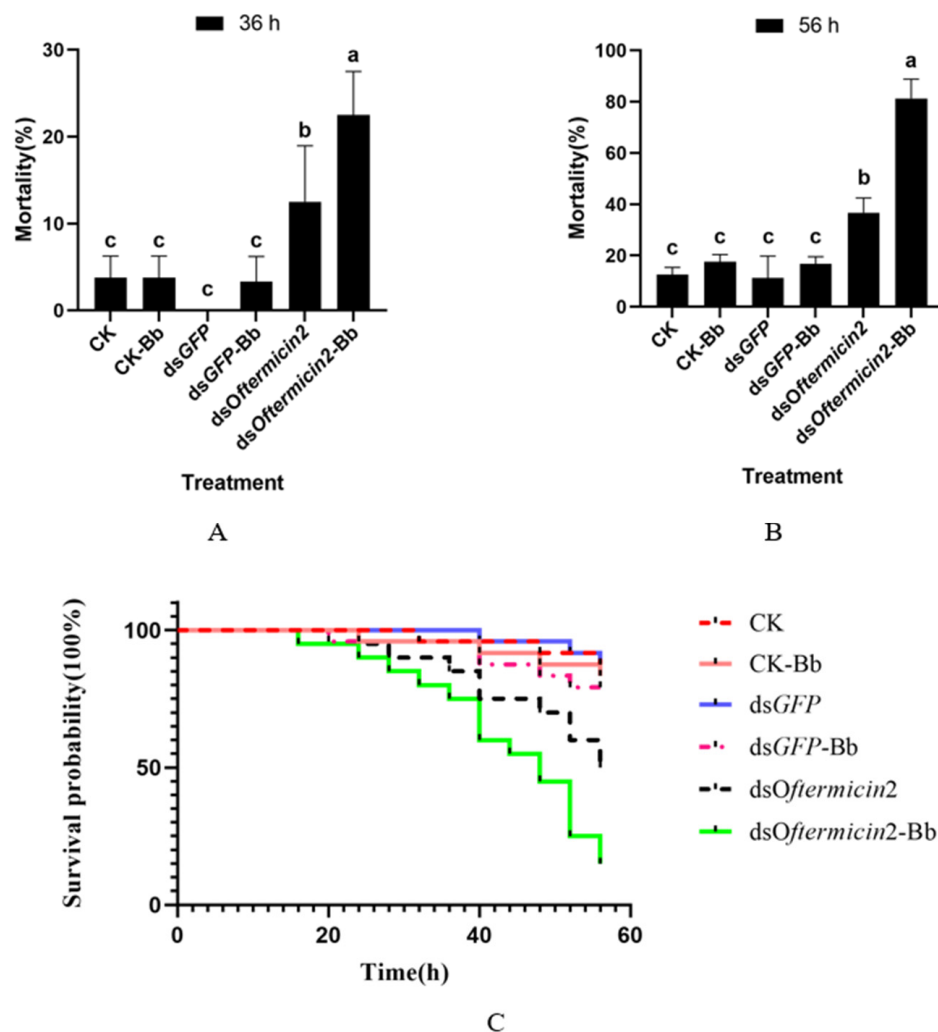 36 h
30
20
10
0
Mortality(%)
c
c
c
c
b
a
CK
CK-Bb
dsGFP
dsGFP-Bb
dsOftermicin2
dsOftermicin2-Bb
Treatment
A
56 h
100
80
60
40
20
0
Mortality(%)
c
c
c
c
b
a
CK
CK-Bb
dsGFP
dsGFP-Bb
dsOftermicin2
dsOftermicin2-Bb
Treatment
B
Survival probability(100%)
100
50
0
0
20
40
60
Time(h)
CK
CK-Bb
dsGFP
dsGFP-Bb
dsOftermicin2
dsOftermicin2-Bb
C